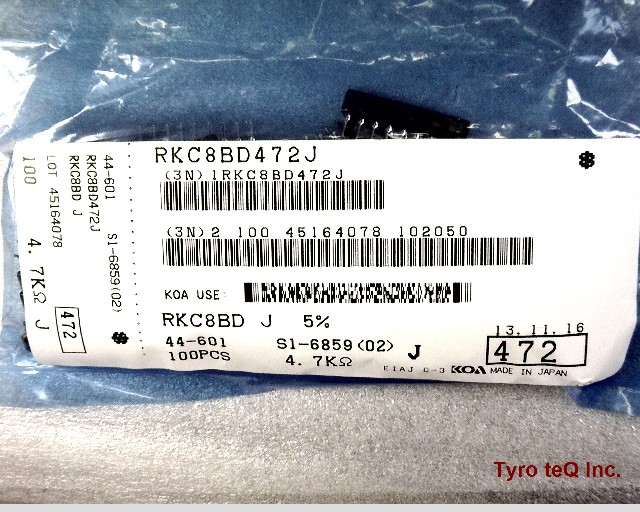 RKC8BD472J
(3N)1RKC8BD472J
(3N)2 100 45164078 102050
KOA USE:
RKC8BD J 5%
44-601 S1-6859(02) J
100PCS 4.7KΩ
13.11.16
472
EIAJ C-3 KOA MADE IN JAPAN
44-601 S1-6859(02)
RKC8BD472J
RKC8BD J
LOT 45164078
100 4.7KΩ J
472
Tyro teQ Inc.